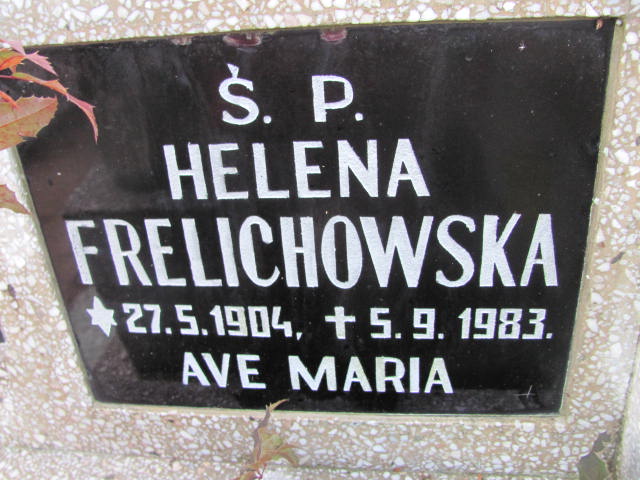 Ś. P.
HELENA
FRELICHOWSKA
* 27.5.1904, † 5.9.1983.
AVE MARIA